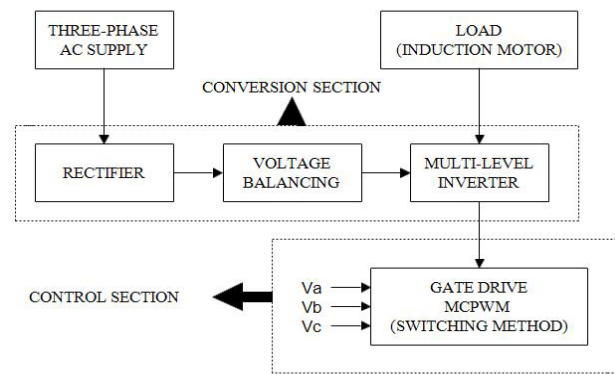 THREE-PHASE
AC SUPPLY
LOAD
(INDUCTION MOTOR)
CONVERSION SECTION
RECTIFIER
VOLTAGE
BALANCING
MULTI-LEVEL
INVERTER
CONTROL SECTION
Va
Vb
Vc
GATE DRIVE
MCPWM
(SWITCHING METHOD)